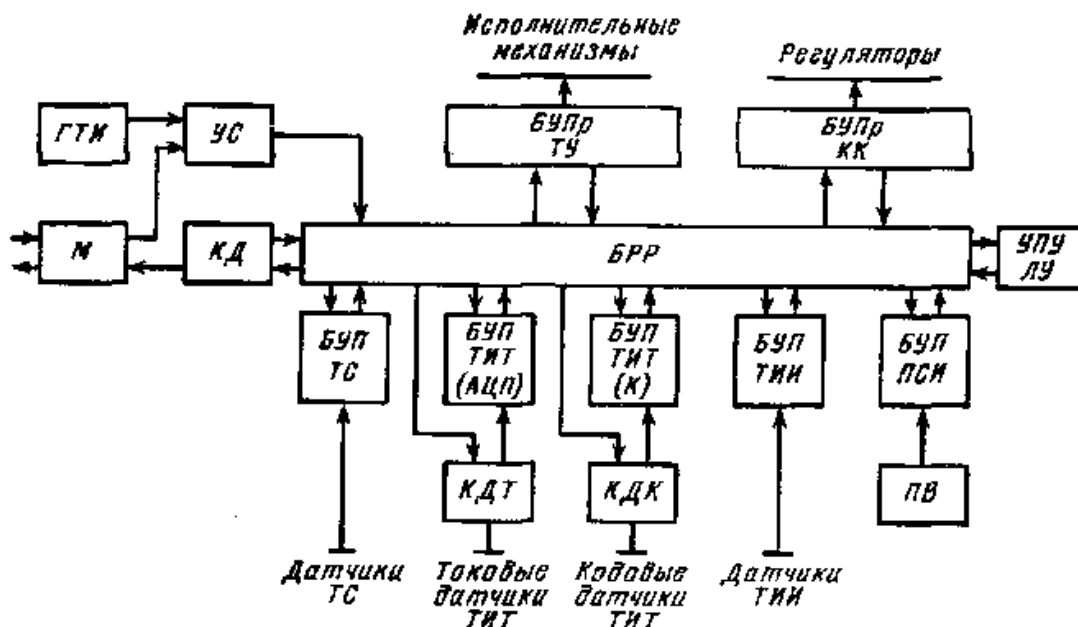 Исполнительные
механизмы
Регуляторы
ГТИ
УС
БУПр
ТУ
БУПр
КК
М
КД
БРР
УПУ
ЛУ
БУП
ТС
БУП
ТИТ
(АЦП)
БУП
ТИТ
(К)
БУП
ТИИ
БУП
ПСИ
КДТ
КДК
ПВ
Датчики
ТС
Токовые
датчики
ТИТ
Кодовые
датчики
ТИТ
Датчики
ТИИ